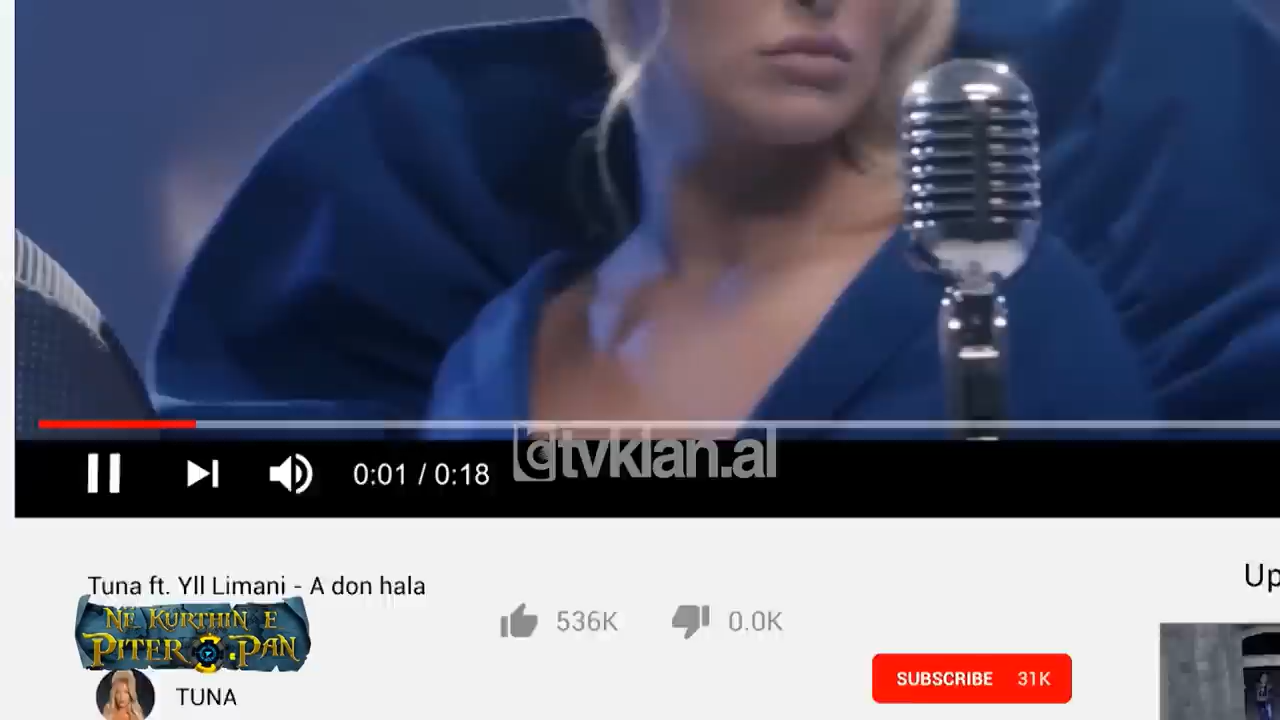 0:01 / 0:18
tvklan.al
Tuna ft. Yll Limani - A don hala
NË KURTHIN E
PITER PAN
536K
0.0K
TUNA
SUBSCRIBE 31K
Up